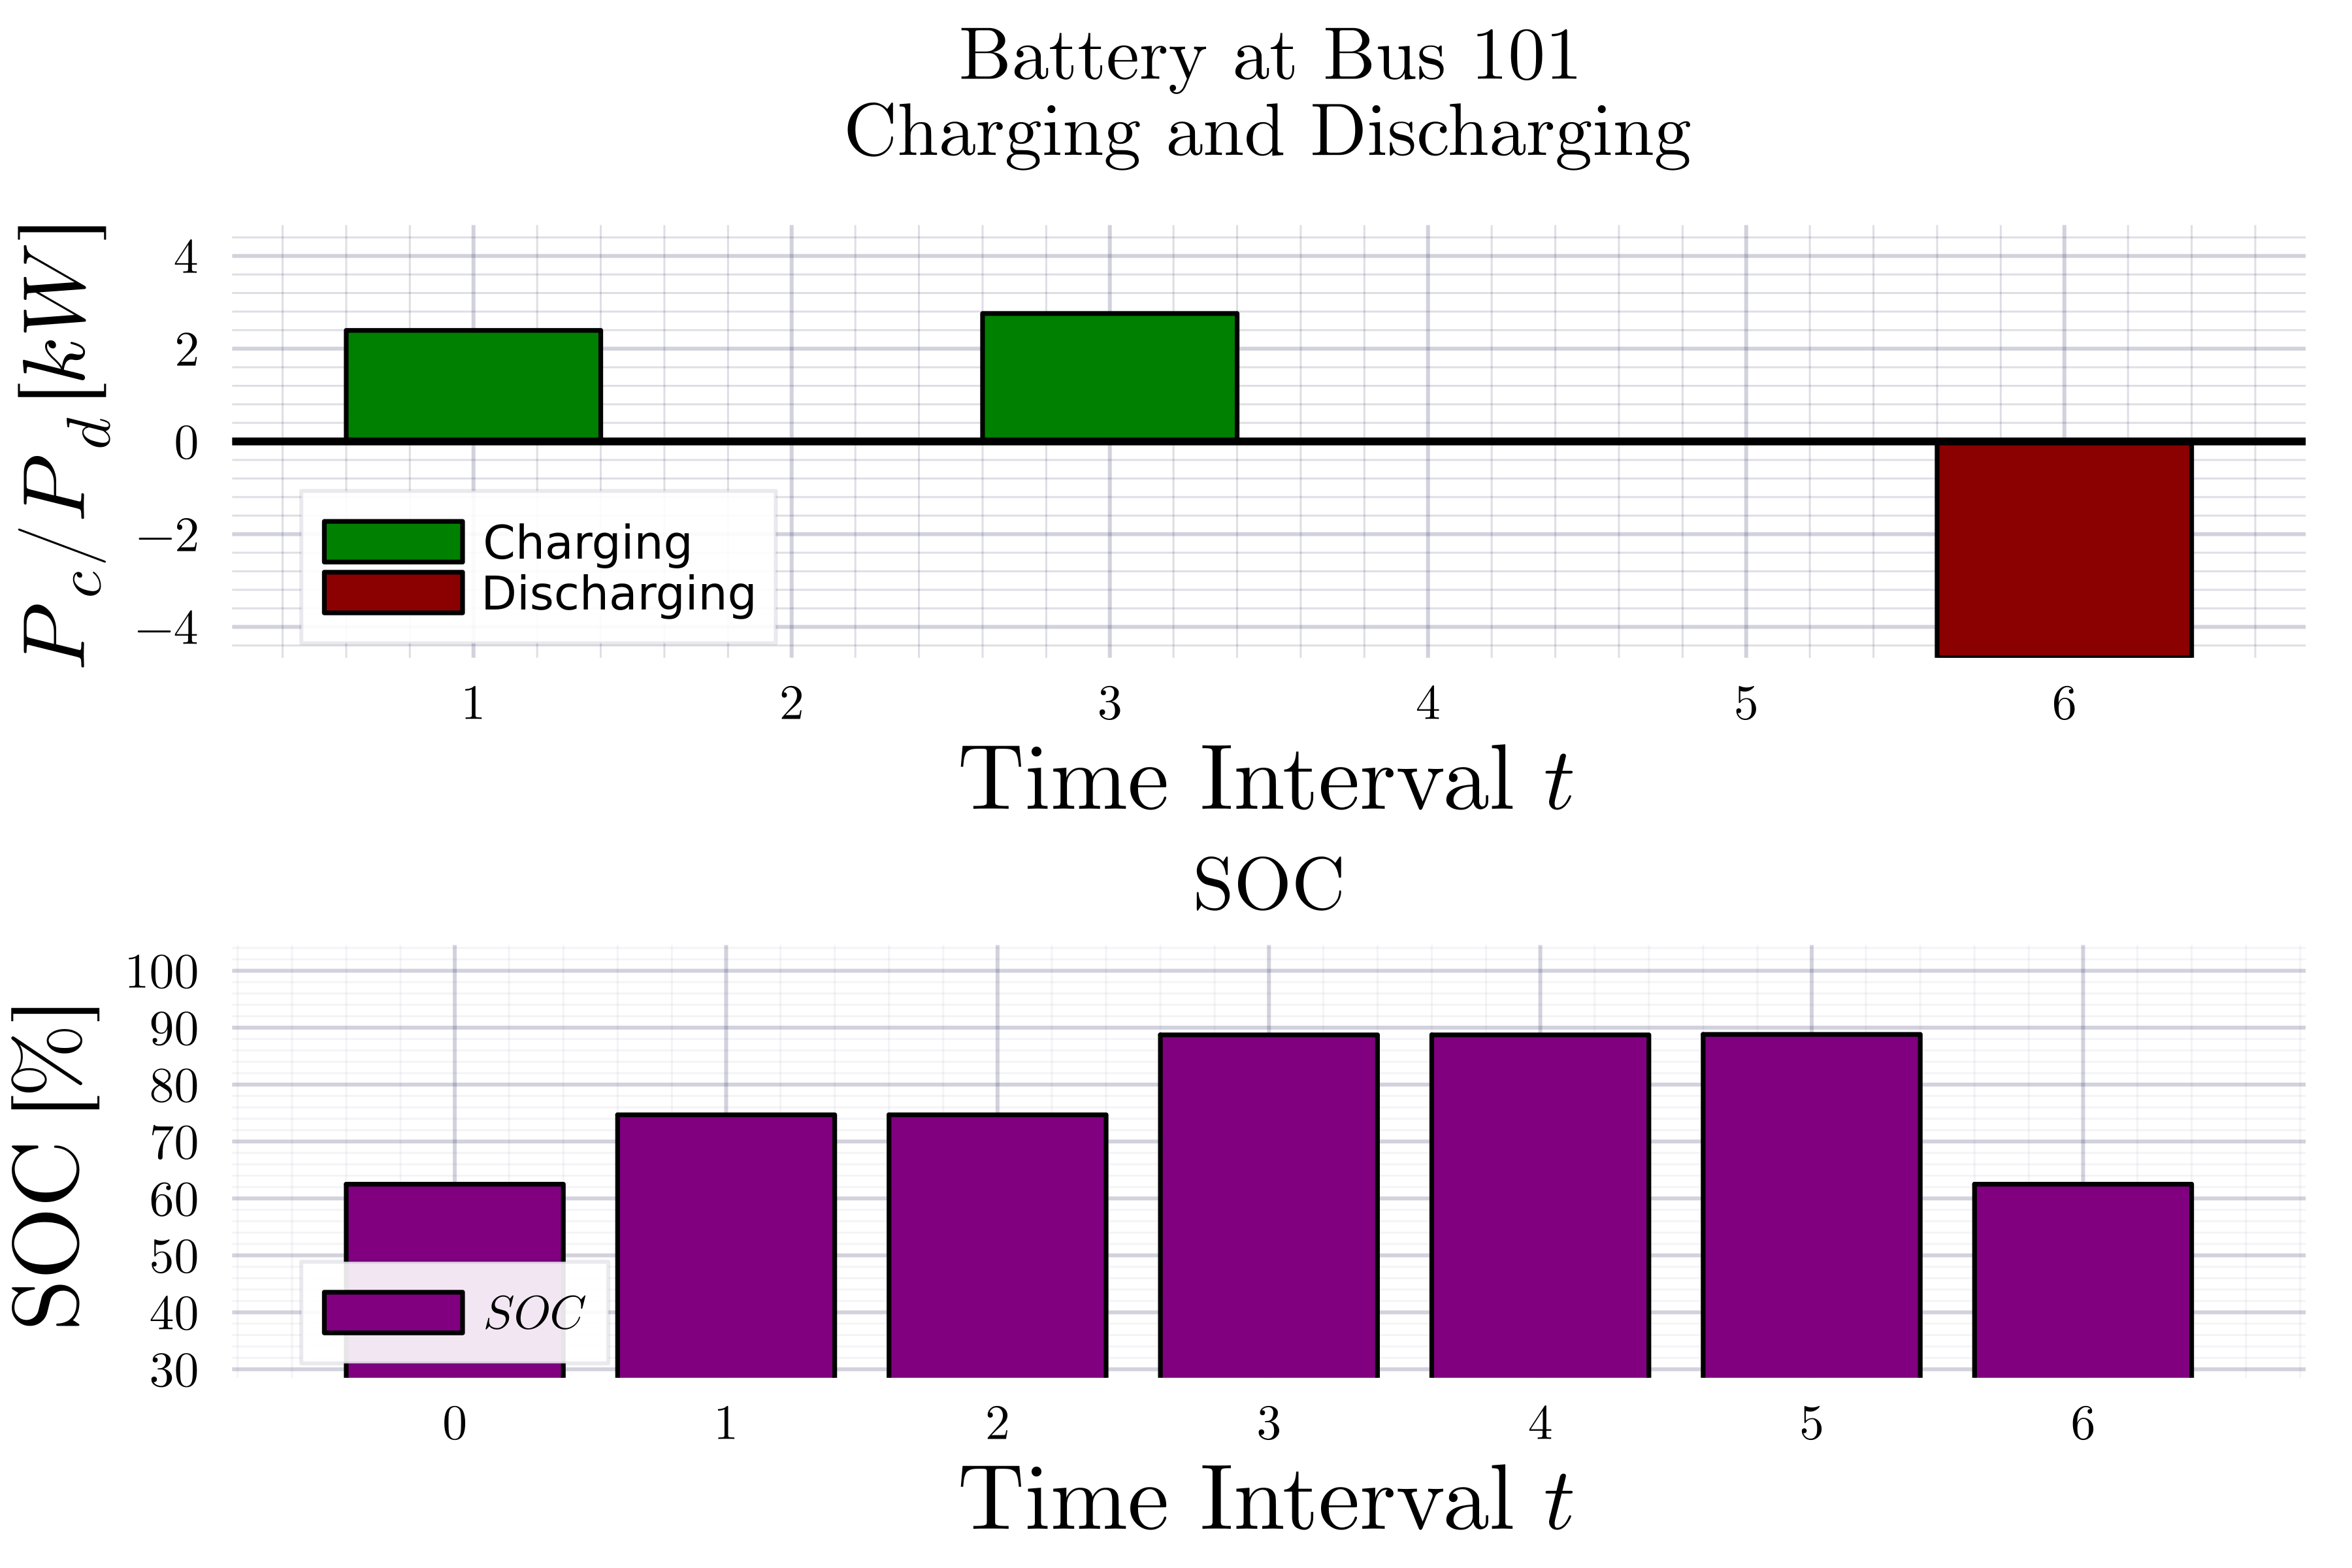 Battery at Bus 101
Charging and Discharging
P_c/P_d [kW]
4
2
0
−2
−4
Charging
Discharging
1 2 3 4 5 6
Time Interval t
SOC
SOC [%]
100
90
80
70
60
50
40
30
SOC
0 1 2 3 4 5 6
Time Interval t